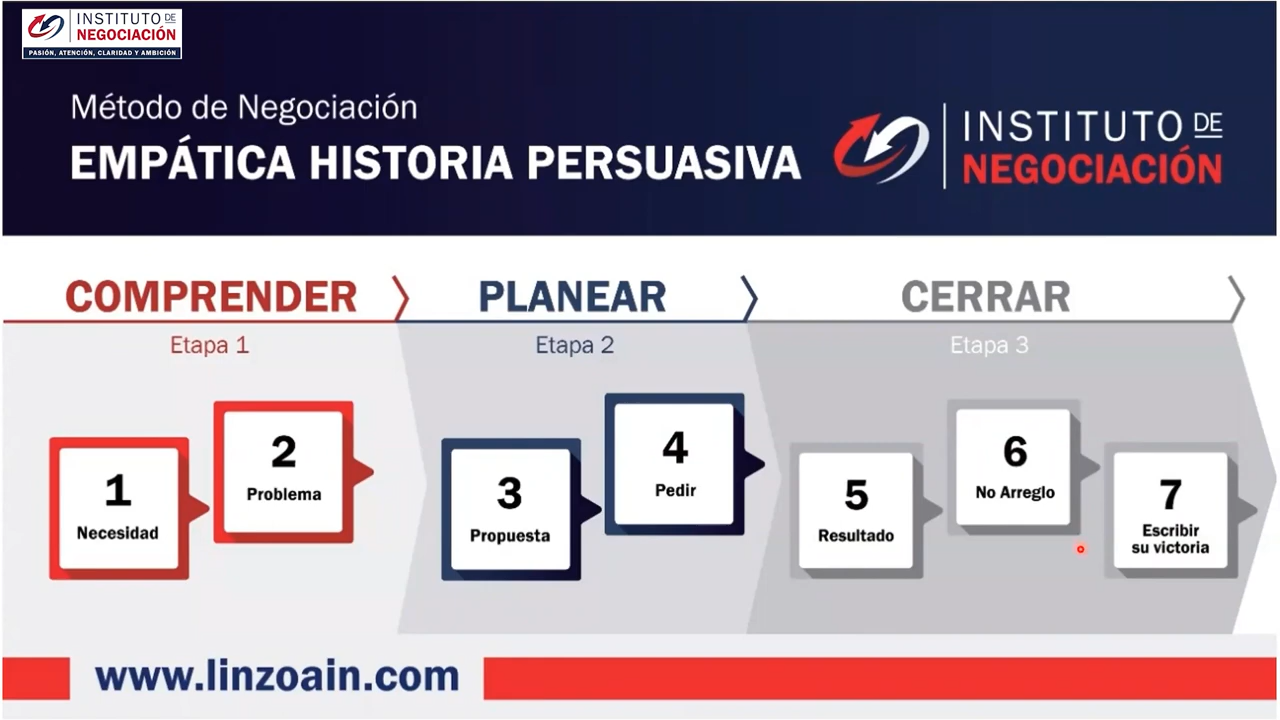 INSTITUTO DE
NEGOCIACIÓN
PASIÓN, ATENCIÓN, CLARIDAD Y AMBICIÓN
Método de Negociación
EMPÁTICA HISTORIA PERSUASIVA
INSTITUTO DE
NEGOCIACIÓN
COMPRENDER
Etapa 1
1
Necesidad
2
Problema
PLANEAR
Etapa 2
3
Propuesta
4
Pedir
CERRAR
Etapa 3
5
Resultado
6
No Arreglo
7
Escribir
su victoria
www.linzoain.com